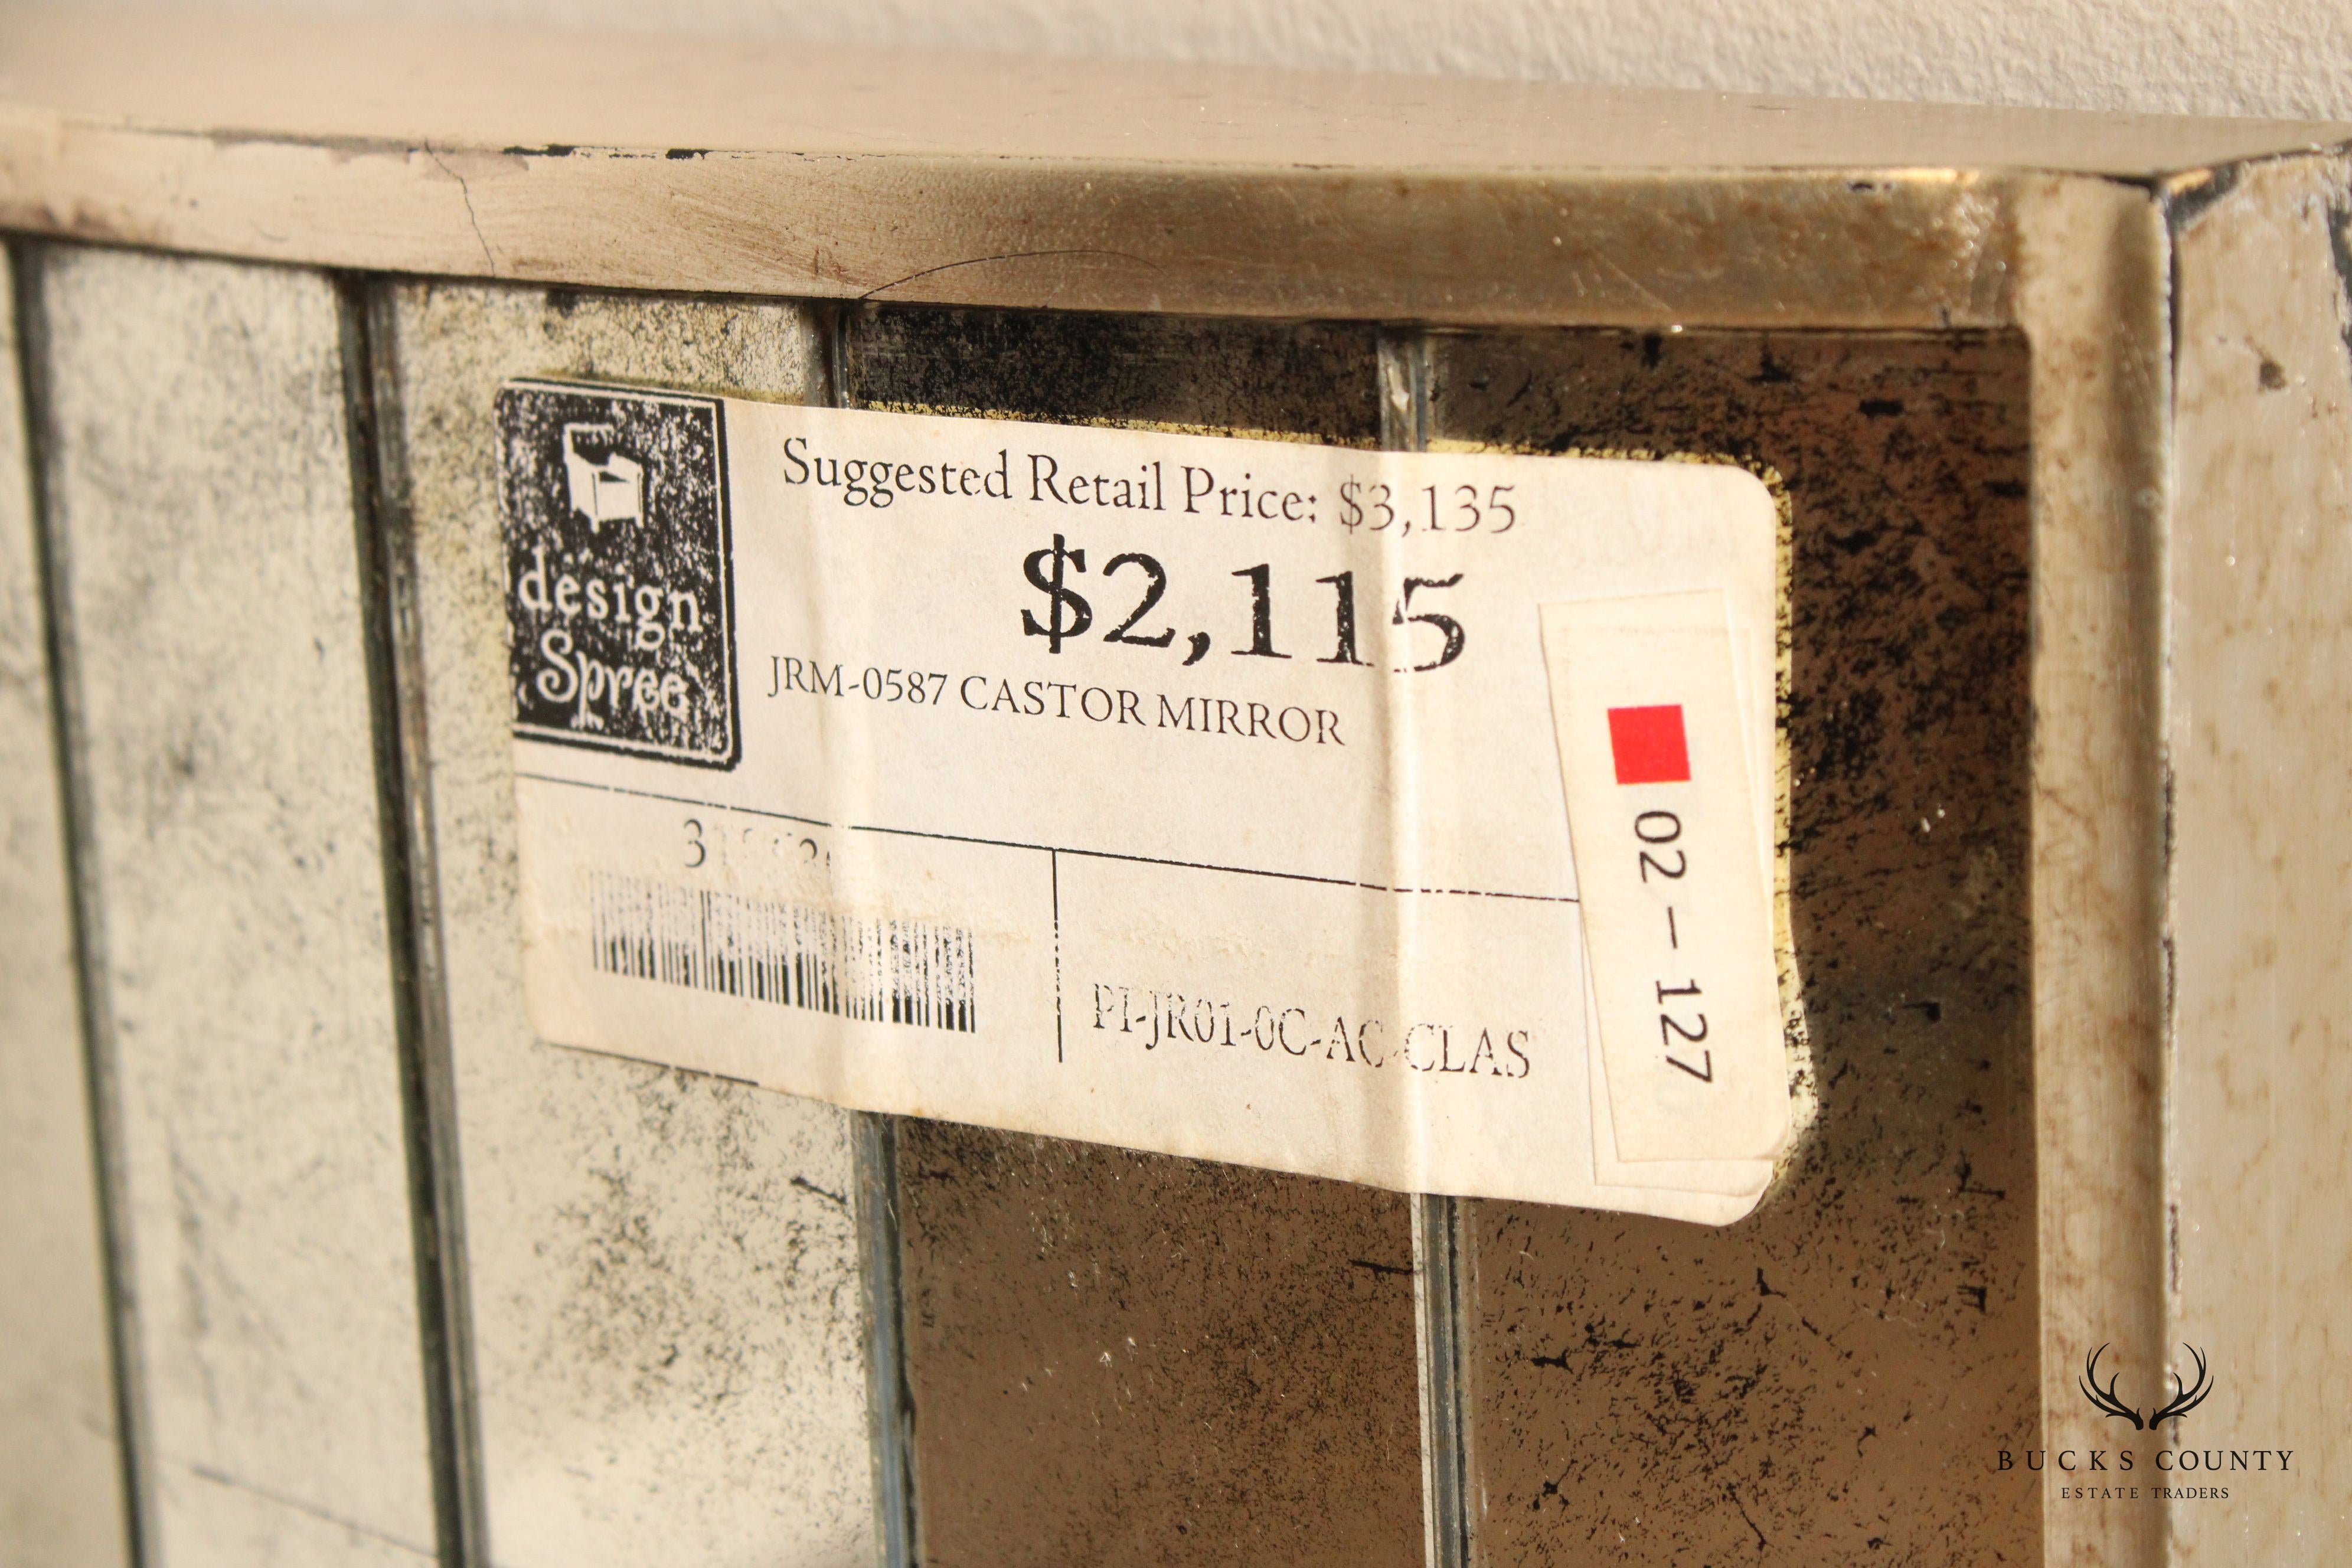 design
Spree
Suggested Retail Price: $3,135
$2,115
JRM-0587 CASTOR MIRROR
PI-JR01-0C-AC-CLAS
02 – 127
BUCKS COUNTY
ESTATE TRADERS